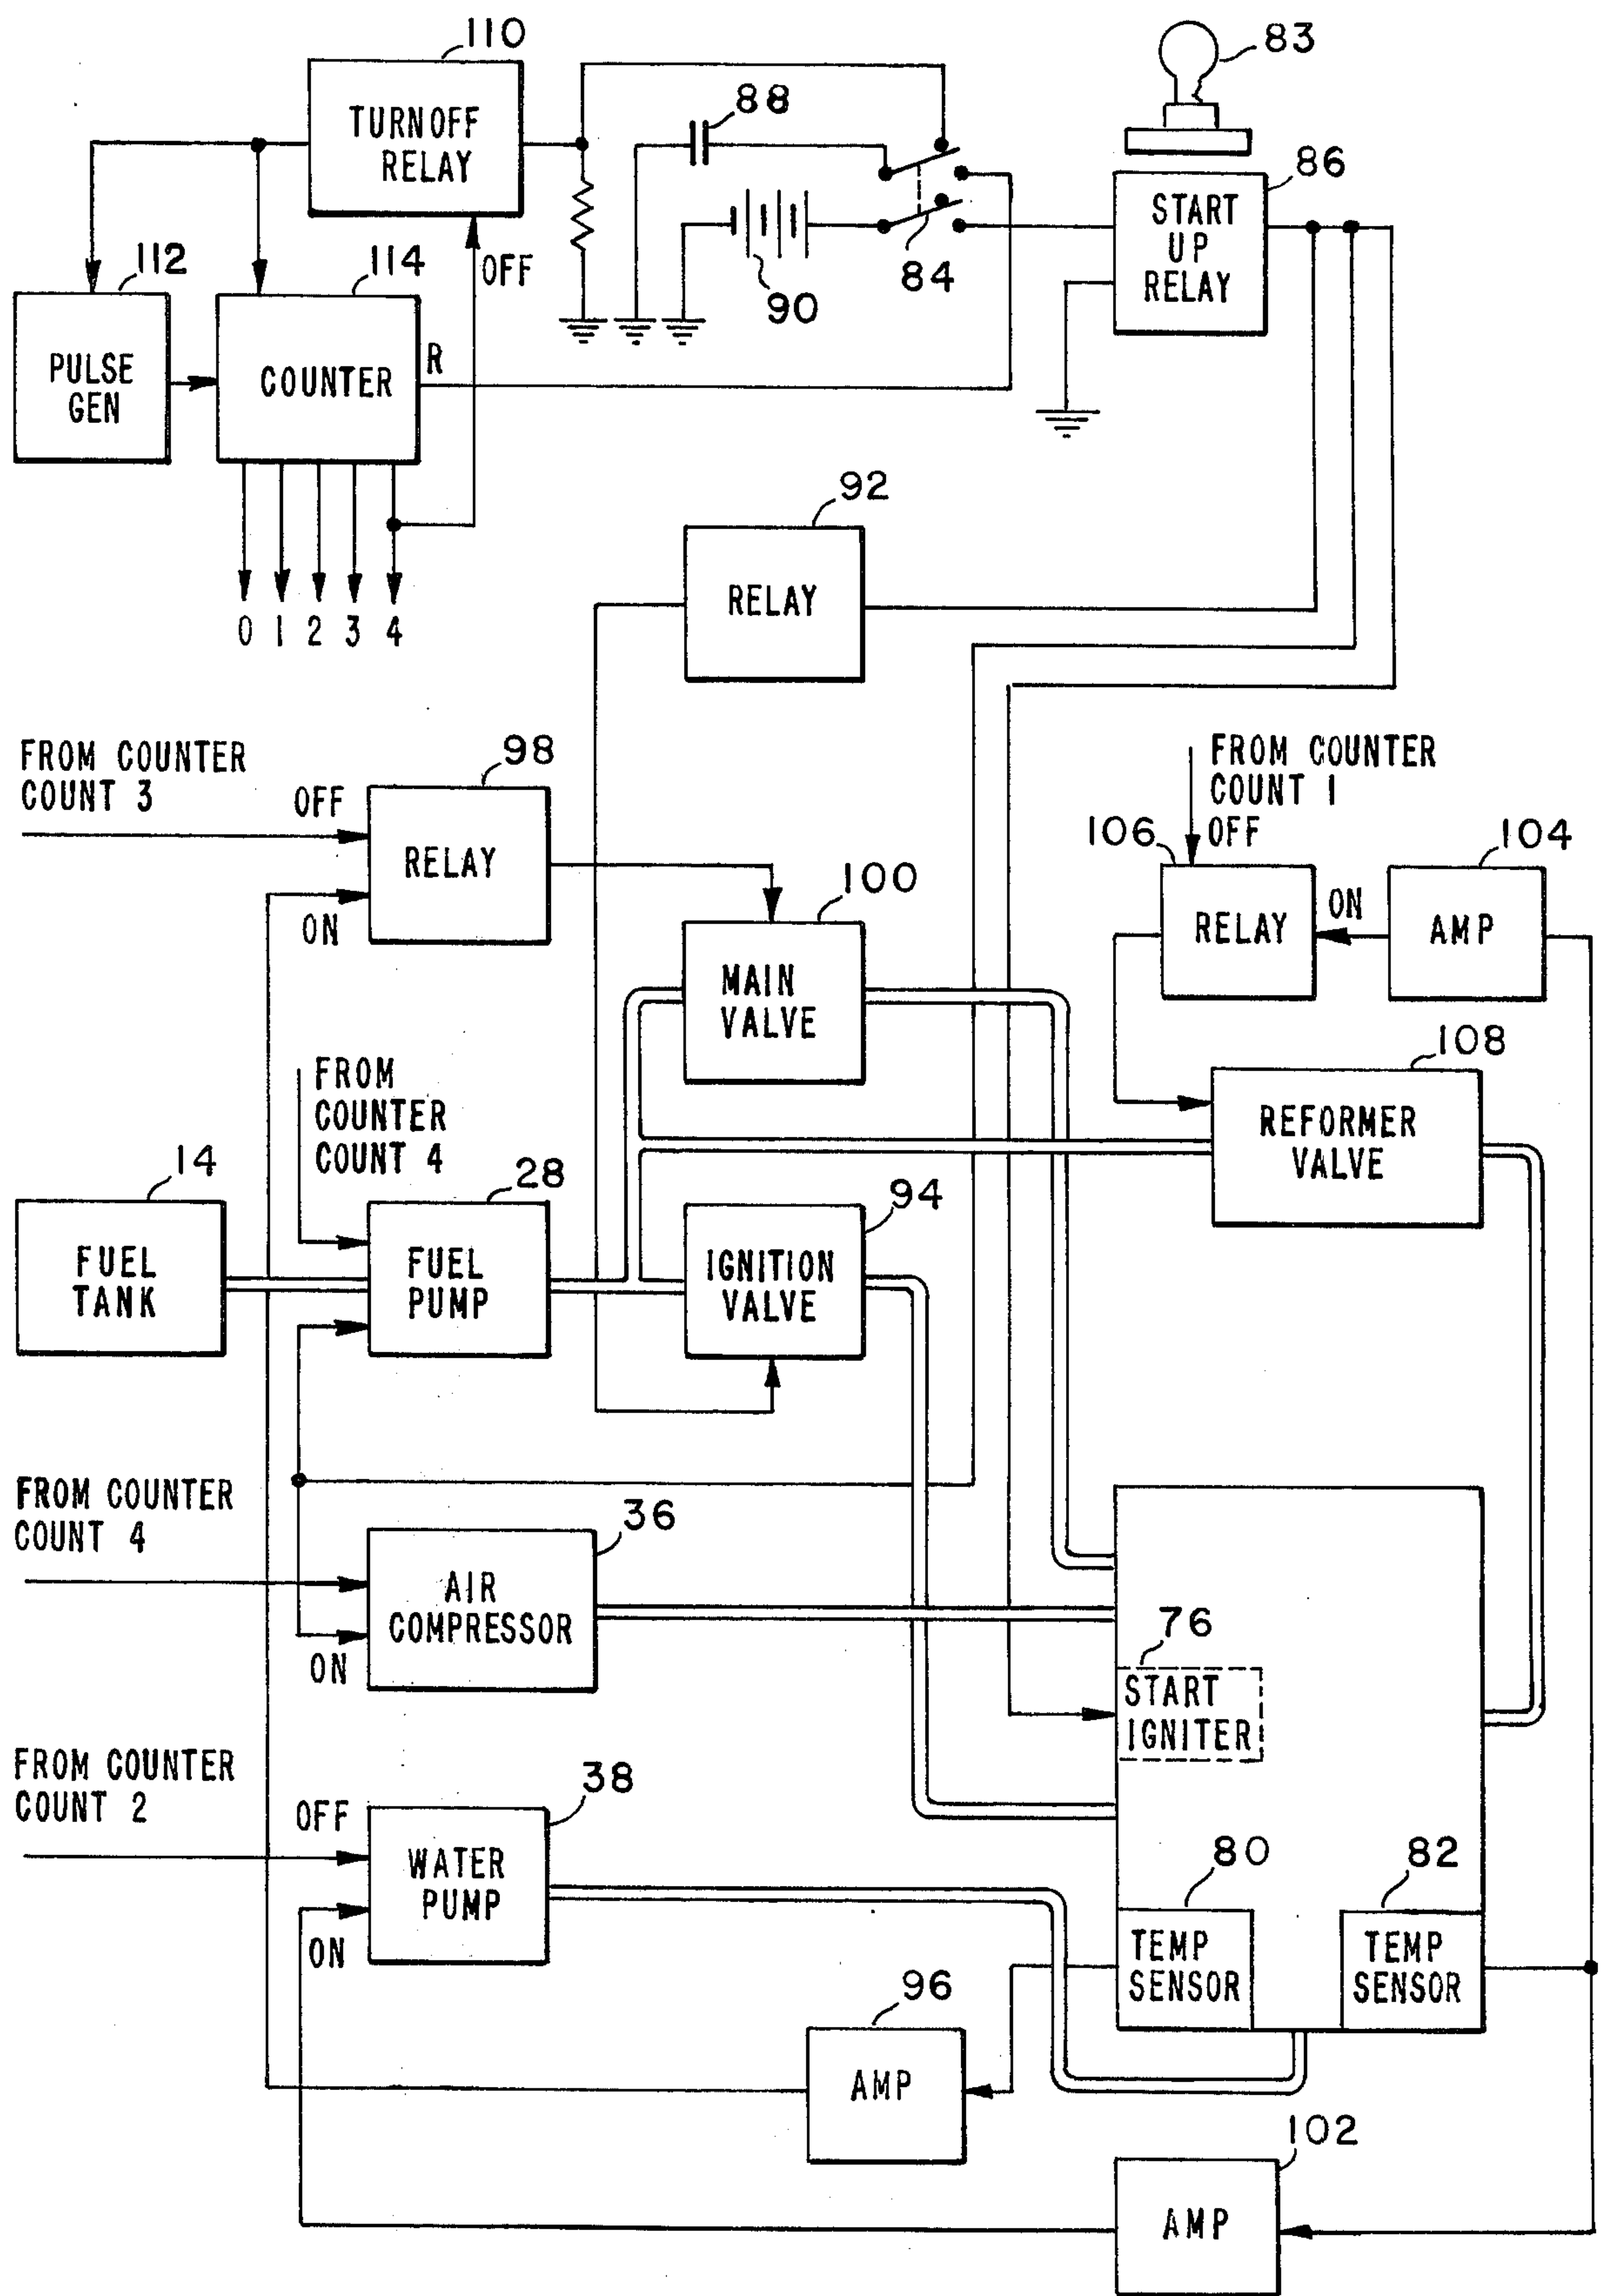 110
83
88
TURNOFF
RELAY
86
START
UP
RELAY
112
114
OFF
84
90
PULSE
GEN
COUNTER
R
92
0 1 2 3 4
RELAY
FROM COUNTER
COUNT 3
98
OFF
RELAY
ON
FROM COUNTER
COUNT 1
OFF
106
104
100
RELAY
ON
AMP
MAIN
VALVE
108
FROM
COUNTER
COUNT 4
REFORMER
VALVE
14
28
94
FUEL
TANK
FUEL
PUMP
IGNITION
VALVE
FROM COUNTER
COUNT 4
36
AIR
COMPRESSOR
ON
76
START
IGNITER
FROM COUNTER
COUNT 2
38
OFF
WATER
PUMP
ON
80
82
TEMP
SENSOR
TEMP
SENSOR
96
AMP
102
AMP